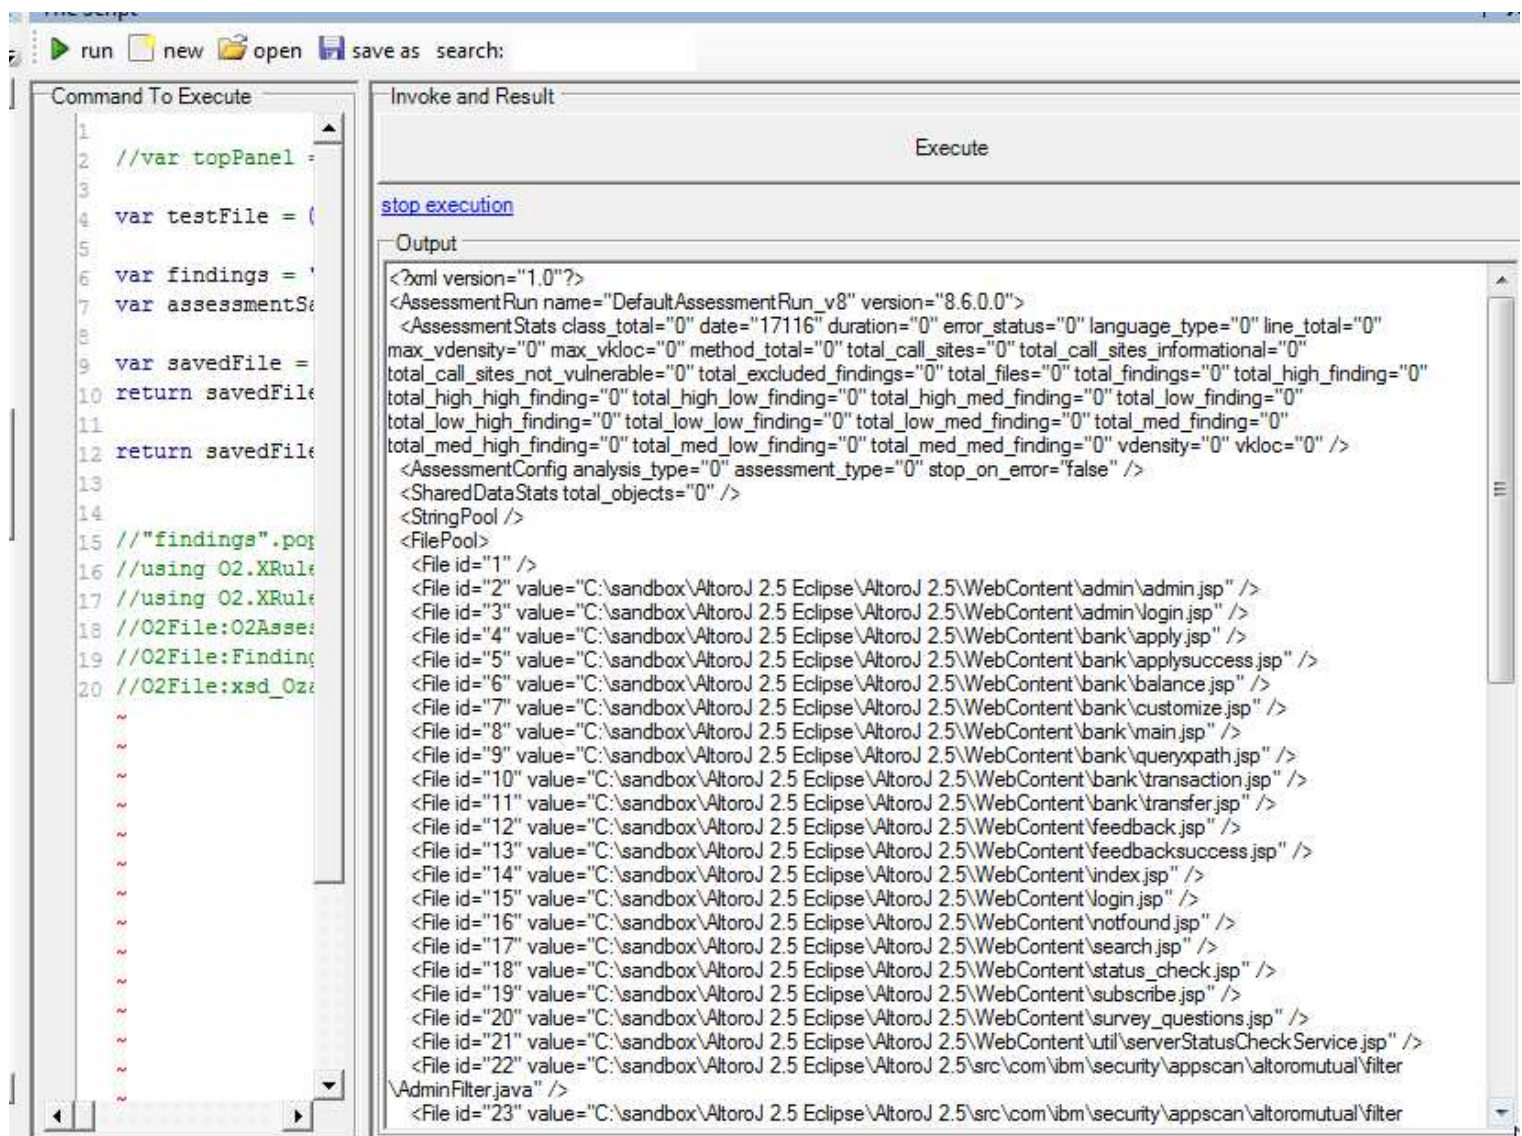 The Script
run new open save as search:
Command To Execute
1
2 //var topPanel =
3
4 var testFile = (
5
6 var findings = "
7 var assessmentSa
8
9 var savedFile =
10 return savedFile
11
12 return savedFile
13
14
15 //"findings".pop
16 //using O2.XRule
17 //using O2.XRule
18 //O2File:O2Asses
19 //O2File:Finding
20 //O2File:xsd_Oza
~
~
~
~
~
~
~
~
~
~
~
~
~
~
Invoke and Result
Execute
stop execution
Output
<?xml version="1.0"?>
<AssessmentRun name="DefaultAssessmentRun_v8" version="8.6.0.0">
<AssessmentStats class_total="0" date="17116" duration="0" error_status="0" language_type="0" line_total="0"
max_vdensity="0" max_vkloc="0" method_total="0" total_call_sites="0" total_call_sites_informational="0"
total_call_sites_not_vulnerable="0" total_excluded_findings="0" total_files="0" total_findings="0" total_high_finding="0"
total_high_high_finding="0" total_high_low_finding="0" total_high_med_finding="0" total_low_finding="0"
total_low_high_finding="0" total_low_low_finding="0" total_low_med_finding="0" total_med_finding="0"
total_med_high_finding="0" total_med_low_finding="0" total_med_med_finding="0" vdensity="0" vkloc="0" />
<AssessmentConfig analysis_type="0" assessment_type="0" stop_on_error="false" />
<SharedDataStats total_objects="0" />
<StringPool />
<FilePool>
<File id="1" />
<File id="2" value="C:\sandbox\AltoroJ 2.5 Eclipse\AltoroJ 2.5\WebContent\admin\admin.jsp" />
<File id="3" value="C:\sandbox\AltoroJ 2.5 Eclipse\AltoroJ 2.5\WebContent\admin\login.jsp" />
<File id="4" value="C:\sandbox\AltoroJ 2.5 Eclipse\AltoroJ 2.5\WebContent\bank\apply.jsp" />
<File id="5" value="C:\sandbox\AltoroJ 2.5 Eclipse\AltoroJ 2.5\WebContent\bank\applysuccess.jsp" />
<File id="6" value="C:\sandbox\AltoroJ 2.5 Eclipse\AltoroJ 2.5\WebContent\bank\balance.jsp" />
<File id="7" value="C:\sandbox\AltoroJ 2.5 Eclipse\AltoroJ 2.5\WebContent\bank\customize.jsp" />
<File id="8" value="C:\sandbox\AltoroJ 2.5 Eclipse\AltoroJ 2.5\WebContent\bank\main.jsp" />
<File id="9" value="C:\sandbox\AltoroJ 2.5 Eclipse\AltoroJ 2.5\WebContent\bank\queryxpath.jsp" />
<File id="10" value="C:\sandbox\AltoroJ 2.5 Eclipse\AltoroJ 2.5\WebContent\bank\transaction.jsp" />
<File id="11" value="C:\sandbox\AltoroJ 2.5 Eclipse\AltoroJ 2.5\WebContent\bank\transfer.jsp" />
<File id="12" value="C:\sandbox\AltoroJ 2.5 Eclipse\AltoroJ 2.5\WebContent\feedback.jsp" />
<File id="13" value="C:\sandbox\AltoroJ 2.5 Eclipse\AltoroJ 2.5\WebContent\feedbacksuccess.jsp" />
<File id="14" value="C:\sandbox\AltoroJ 2.5 Eclipse\AltoroJ 2.5\WebContent\index.jsp" />
<File id="15" value="C:\sandbox\AltoroJ 2.5 Eclipse\AltoroJ 2.5\WebContent\login.jsp" />
<File id="16" value="C:\sandbox\AltoroJ 2.5 Eclipse\AltoroJ 2.5\WebContent\notfound.jsp" />
<File id="17" value="C:\sandbox\AltoroJ 2.5 Eclipse\AltoroJ 2.5\WebContent\search.jsp" />
<File id="18" value="C:\sandbox\AltoroJ 2.5 Eclipse\AltoroJ 2.5\WebContent\status_check.jsp" />
<File id="19" value="C:\sandbox\AltoroJ 2.5 Eclipse\AltoroJ 2.5\WebContent\subscribe.jsp" />
<File id="20" value="C:\sandbox\AltoroJ 2.5 Eclipse\AltoroJ 2.5\WebContent\survey_questions.jsp" />
<File id="21" value="C:\sandbox\AltoroJ 2.5 Eclipse\AltoroJ 2.5\WebContent\util\serverStatusCheckService.jsp" />
<File id="22" value="C:\sandbox\AltoroJ 2.5 Eclipse\AltoroJ 2.5\src\com\ibm\security\appscan\altoromutual\filter
\AdminFilter.java" />
<File id="23" value="C:\sandbox\AltoroJ 2.5 Eclipse\AltoroJ 2.5\src\com\ibm\security\appscan\altoromutual\filter